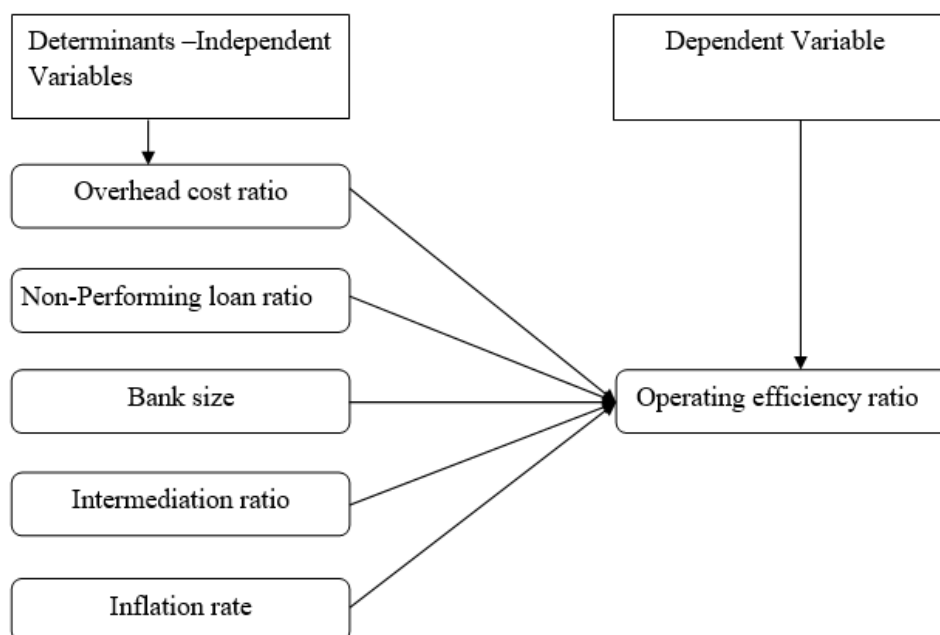 Determinants –Independent
Variables
Dependent Variable
Overhead cost ratio
Non-Performing loan ratio
Bank size
Operating efficiency ratio
Intermediation ratio
Inflation rate